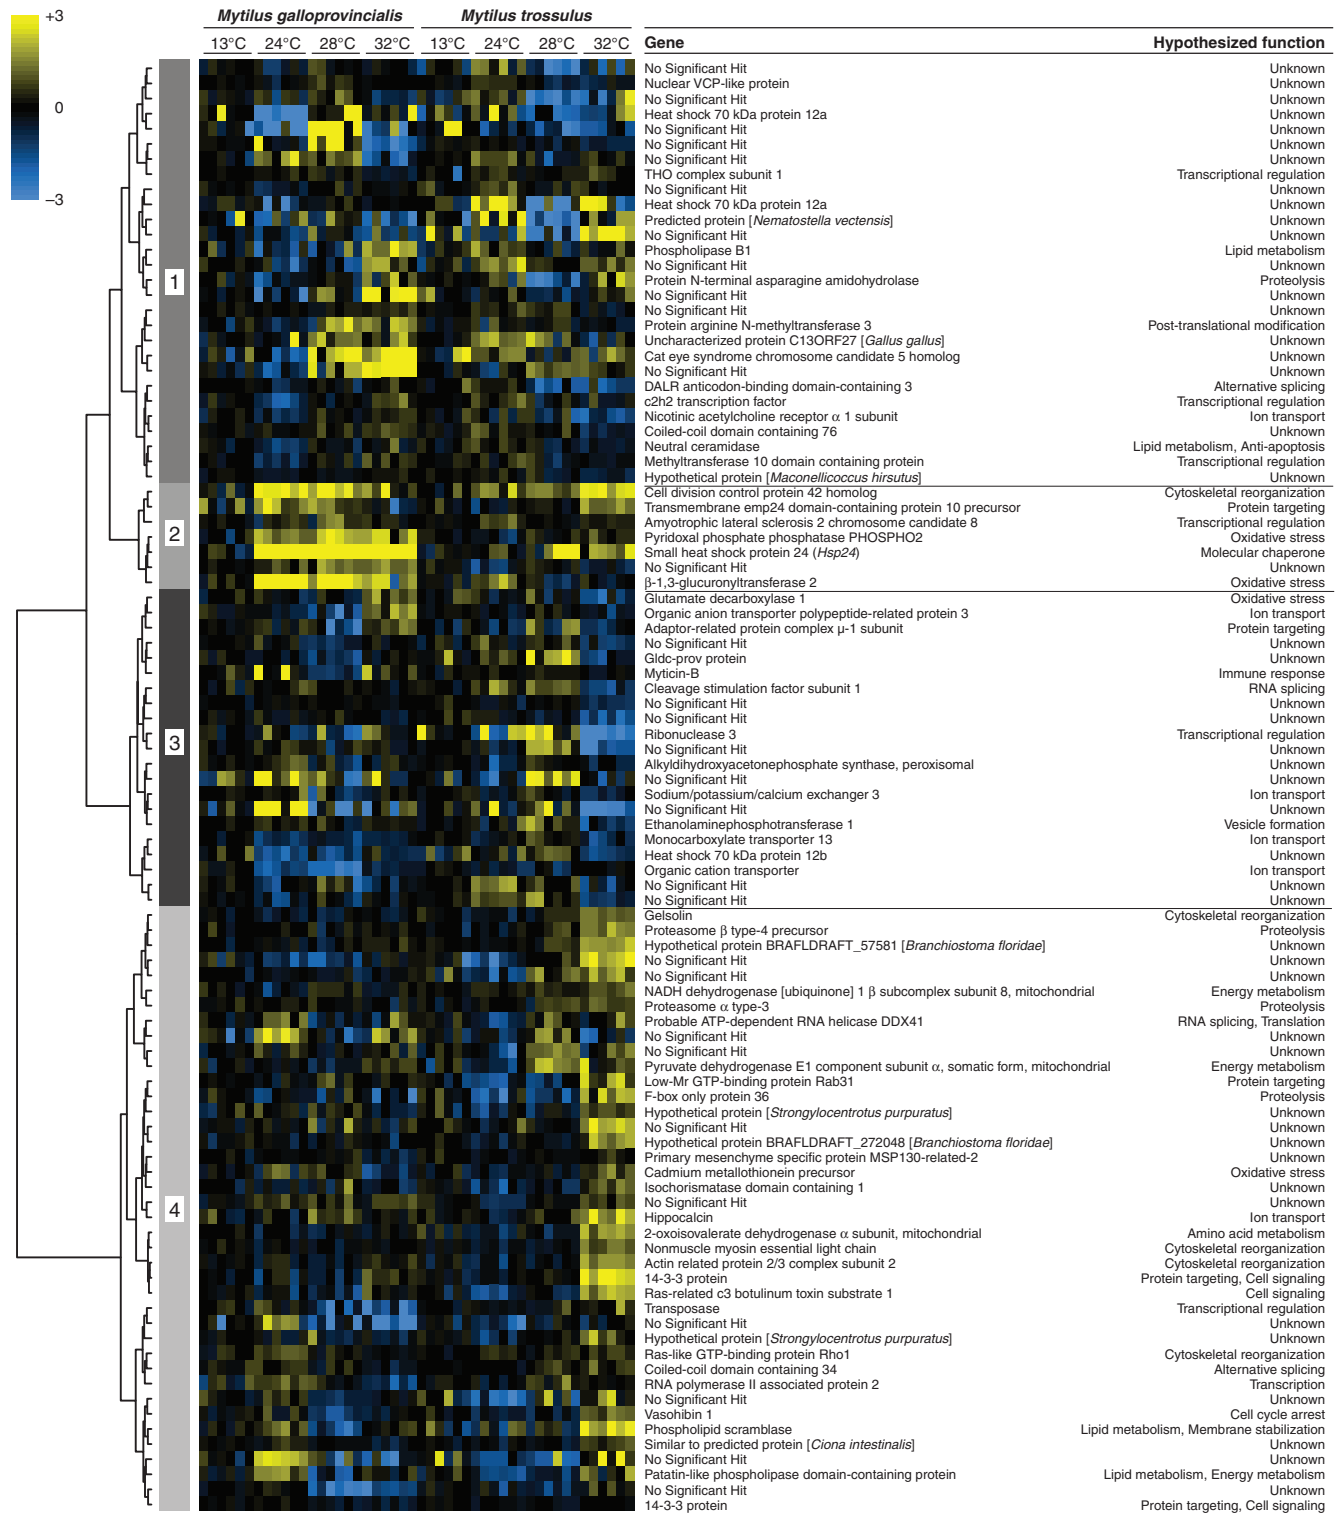 +3
0
–3
Mytilus galloprovincialis Mytilus trossulus
13°C 24°C 28°C 32°C 13°C 24°C 28°C 32°C
Gene Hypothesized function
No Significant Hit Unknown
Nuclear VCP-like protein Unknown
No Significant Hit Unknown
Heat shock 70 kDa protein 12a Unknown
No Significant Hit Unknown
No Significant Hit Unknown
No Significant Hit Unknown
THO complex subunit 1 Transcriptional regulation
No Significant Hit Unknown
Heat shock 70 kDa protein 12a Unknown
Predicted protein [Nematostella vectensis] Unknown
No Significant Hit Unknown
Phospholipase B1 Lipid metabolism
No Significant Hit Unknown
1
Protein N-terminal asparagine amidohydrolase Proteolysis
No Significant Hit Unknown
No Significant Hit Unknown
Protein arginine N-methyltransferase 3 Post-translational modification
Uncharacterized protein C13ORF27 [Gallus gallus] Unknown
Cat eye syndrome chromosome candidate 5 homolog Unknown
No Significant Hit Unknown
DALR anticodon-binding domain-containing 3 Alternative splicing
c2h2 transcription factor Transcriptional regulation
Nicotinic acetylcholine receptor α 1 subunit Ion transport
Coiled-coil domain containing 76 Unknown
Neutral ceramidase Lipid metabolism, Anti-apoptosis
Methyltransferase 10 domain containing protein Transcriptional regulation
Hypothetical protein [Maconellicoccus hirsutus] Unknown
Cell division control protein 42 homolog Cytoskeletal reorganization
Transmembrane emp24 domain-containing protein 10 precursor Protein targeting
Amyotrophic lateral sclerosis 2 chromosome candidate 8 Transcriptional regulation
2
Pyridoxal phosphate phosphatase PHOSPHO2 Oxidative stress
Small heat shock protein 24 (Hsp24) Molecular chaperone
No Significant Hit Unknown
β-1,3-glucuronyltransferase 2 Oxidative stress
Glutamate decarboxylase 1 Oxidative stress
Organic anion transporter polypeptide-related protein 3 Ion transport
Adaptor-related protein complex μ-1 subunit Protein targeting
No Significant Hit Unknown
Gldc-prov protein Unknown
Myticin-B Immune response
Cleavage stimulation factor subunit 1 RNA splicing
No Significant Hit Unknown
No Significant Hit Unknown
Ribonuclease 3 Transcriptional regulation
3
No Significant Hit Unknown
Alkyldihydroxyacetonephosphate synthase, peroxisomal Unknown
No Significant Hit Unknown
Sodium/potassium/calcium exchanger 3 Ion transport
No Significant Hit Unknown
Ethanolaminephosphotransferase 1 Vesicle formation
Monocarboxylate transporter 13 Ion transport
Heat shock 70 kDa protein 12b Unknown
Organic cation transporter Ion transport
No Significant Hit Unknown
No Significant Hit Unknown
Gelsolin Cytoskeletal reorganization
Proteasome β type-4 precursor Proteolysis
Hypothetical protein BRAFLDRAFT_57581 [Branchiostoma floridae] Unknown
No Significant Hit Unknown
No Significant Hit Unknown
NADH dehydrogenase [ubiquinone] 1 β subcomplex subunit 8, mitochondrial Energy metabolism
Proteasome α type-3 Proteolysis
Probable ATP-dependent RNA helicase DDX41 RNA splicing, Translation
No Significant Hit Unknown
No Significant Hit Unknown
Pyruvate dehydrogenase E1 component subunit α, somatic form, mitochondrial Energy metabolism
Low-Mr GTP-binding protein Rab31 Protein targeting
F-box only protein 36 Proteolysis
Hypothetical protein [Strongylocentrotus purpuratus] Unknown
No Significant Hit Unknown
Hypothetical protein BRAFLDRAFT_272048 [Branchiostoma floridae] Unknown
Primary mesenchyme specific protein MSP130-related-2 Unknown
Cadmium metallothionein precursor Oxidative stress
Isochorismatase domain containing 1 Unknown
No Significant Hit Unknown
4
Hippocalcin Ion transport
2-oxoisovalerate dehydrogenase α subunit, mitochondrial Amino acid metabolism
Nonmuscle myosin essential light chain Cytoskeletal reorganization
Actin related protein 2/3 complex subunit 2 Cytoskeletal reorganization
14-3-3 protein Protein targeting, Cell signaling
Ras-related c3 botulinum toxin substrate 1 Cell signaling
Transposase Transcriptional regulation
No Significant Hit Unknown
Hypothetical protein [Strongylocentrotus purpuratus] Unknown
Ras-like GTP-binding protein Rho1 Cytoskeletal reorganization
Coiled-coil domain containing 34 Alternative splicing
RNA polymerase II associated protein 2 Transcription
No Significant Hit Unknown
Vasohibin 1 Cell cycle arrest
Phospholipid scramblase Lipid metabolism, Membrane stabilization
Similar to predicted protein [Ciona intestinalis] Unknown
No Significant Hit Unknown
Patatin-like phospholipase domain-containing protein Lipid metabolism, Energy metabolism
No Significant Hit Unknown
14-3-3 protein Protein targeting, Cell signaling